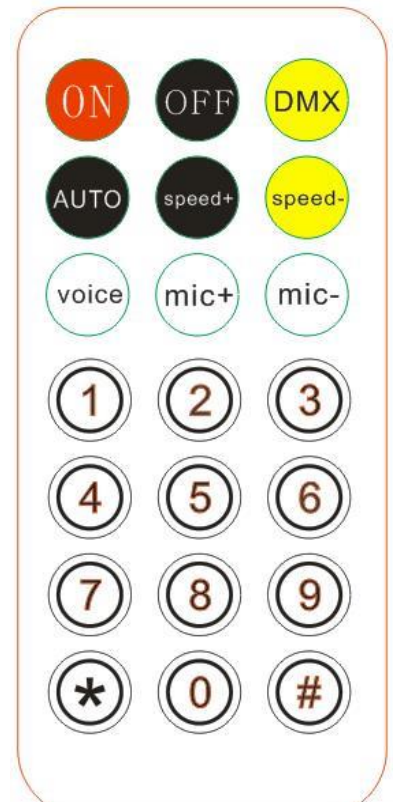 ON OFF DMX
AUTO speed+ speed-
voice mic+ mic-
1 2 3
4 5 6
7 8 9
* 0 #